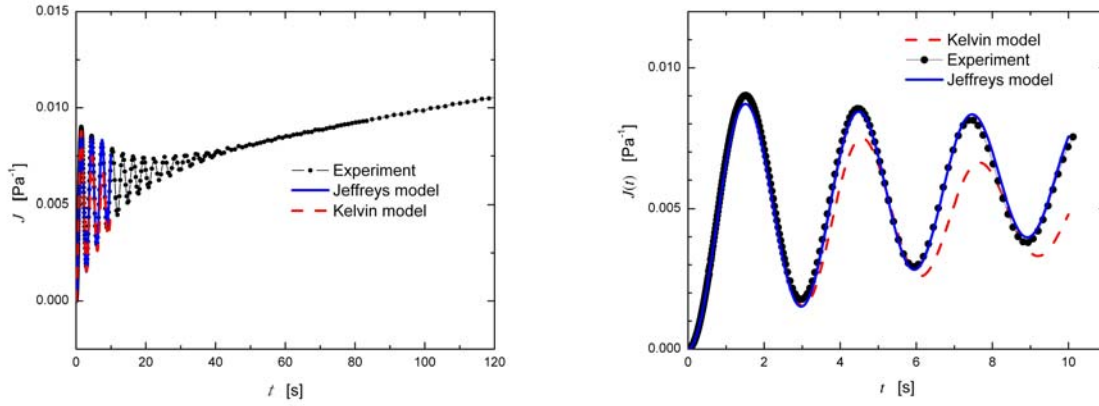 0.015
0.010
0.005
0.000
J [Pa⁻¹]
0 20 40 60 80 100 120
t [s]
Experiment
Jeffreys model
Kelvin model
0.010
0.005
0.000
J(t) [Pa⁻¹]
0 2 4 6 8 10
t [s]
Kelvin model
Experiment
Jeffreys model